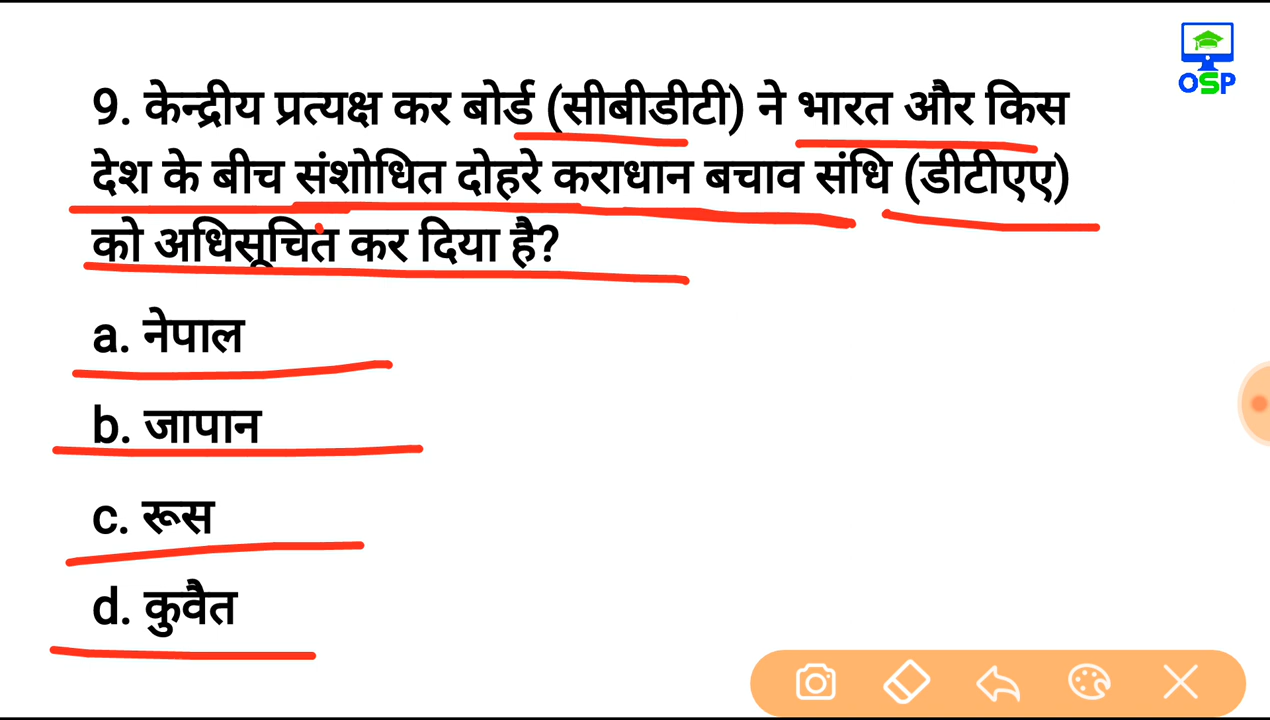 OSP
9. केन्द्रीय प्रत्यक्ष कर बोर्ड (सीबीडीटी) ने भारत और किस
देश के बीच संशोधित दोहरे कराधान बचाव संधि (डीटीएए)
को अधिसूचित कर दिया है?
a. नेपाल
b. जापान
c. रूस
d. कुवैत